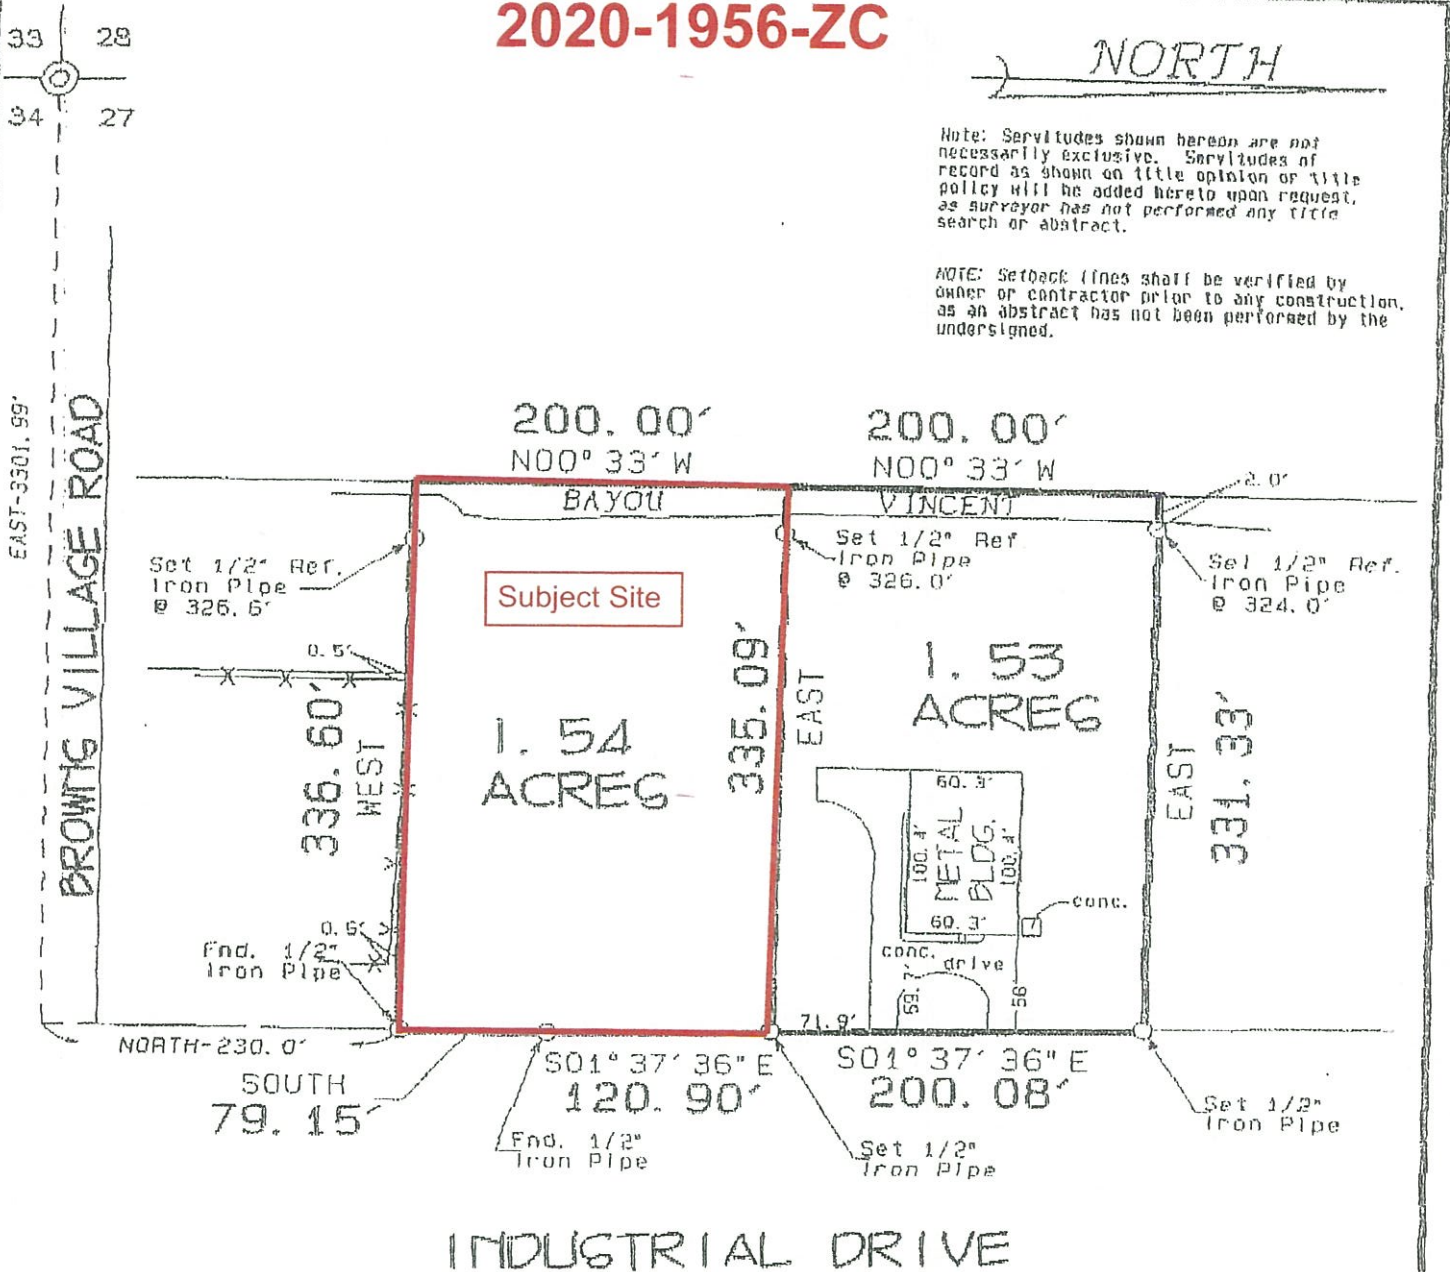 2020-1956-ZC
33 28
34 27
NORTH
Note: Servitudes shown hereon are not
necessarily exclusive. Servitudes of
record as shown on title opinion or title
policy will be added hereto upon request,
as surveyor has not performed any title
search or abstract.
NOTE: Setback lines shall be verified by
owner or contractor prior to any construction,
as an abstract has not been performed by the
undersigned.
EAST-3301.99'
BROWNS VILLAGE ROAD
200.00'
N00° 33' W
200.00'
N00° 33' W
BAYOU
VINCENT
2.0'
Set 1/2" Ref.
Iron Pipe
@ 326.6'
Set 1/2" Ref
Iron Pipe
@ 326.0'
Set 1/2" Ref.
Iron Pipe
@ 324.0'
Subject Site
0.5'
336.60'
WEST
1.54
ACRES
335.09'
EAST
1.53
ACRES
EAST
331.33'
60.3'
100.4'
METAL
BLDG.
100.4'
60.3'
conc.
0.5'
Fnd. 1/2"
Iron Pipe
conc.
drive
59.7'
56
71.9'
NORTH-230.0'
SOUTH
79.15'
S01° 37' 36" E
120.90'
S01° 37' 36" E
200.08'
Fnd. 1/2"
Iron Pipe
Set 1/2"
Iron Pipe
Set 1/2"
Iron Pipe
INDUSTRIAL DRIVE